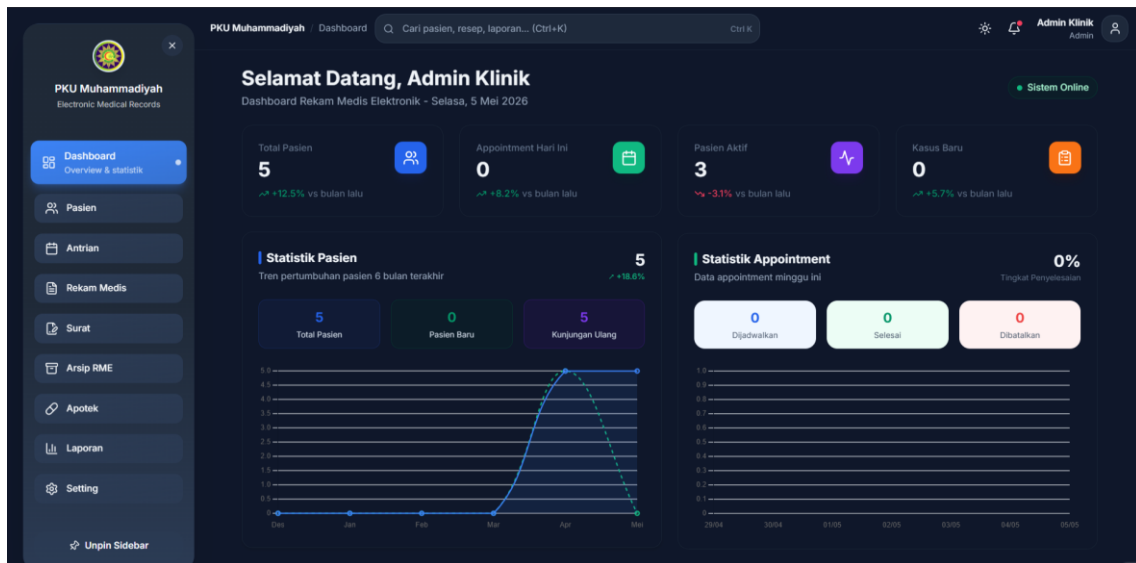 PKU Muhammadiyah
Electronic Medical Records
Dashboard
Overview & statistik
Pasien
Antrian
Rekam Medis
Surat
Arsip RME
Apotek
Laporan
Setting
Unpin Sidebar
PKU Muhammadiyah / Dashboard
Cari pasien, resep, laporan... (Ctrl+K)
Ctrl K
Admin Klinik
Admin
Selamat Datang, Admin Klinik
Dashboard Rekam Medis Elektronik - Selasa, 5 Mei 2026
Sistem Online
Total Pasien
5
+12.5% vs bulan lalu
Appointment Hari Ini
0
+8.2% vs bulan lalu
Pasien Aktif
3
-3.1% vs bulan lalu
Kasus Baru
0
+5.7% vs bulan lalu
Statistik Pasien
Tren pertumbuhan pasien 6 bulan terakhir
5
+18.6%
5
Total Pasien
0
Pasien Baru
5
Kunjungan Ulang
5.0
4.5
4.0
3.5
3.0
2.5
2.0
1.5
1.0
0.5
0
Des Jan Feb Mar Apr Mei
Statistik Appointment
Data appointment minggu ini
0%
Tingkat Penyelesaian
0
Dijadwalkan
0
Selesai
0
Dibatalkan
1.0
0.9
0.8
0.7
0.6
0.5
0.4
0.3
0.2
0.1
0
29/04 30/04 01/05 02/05 03/05 04/05 05/05